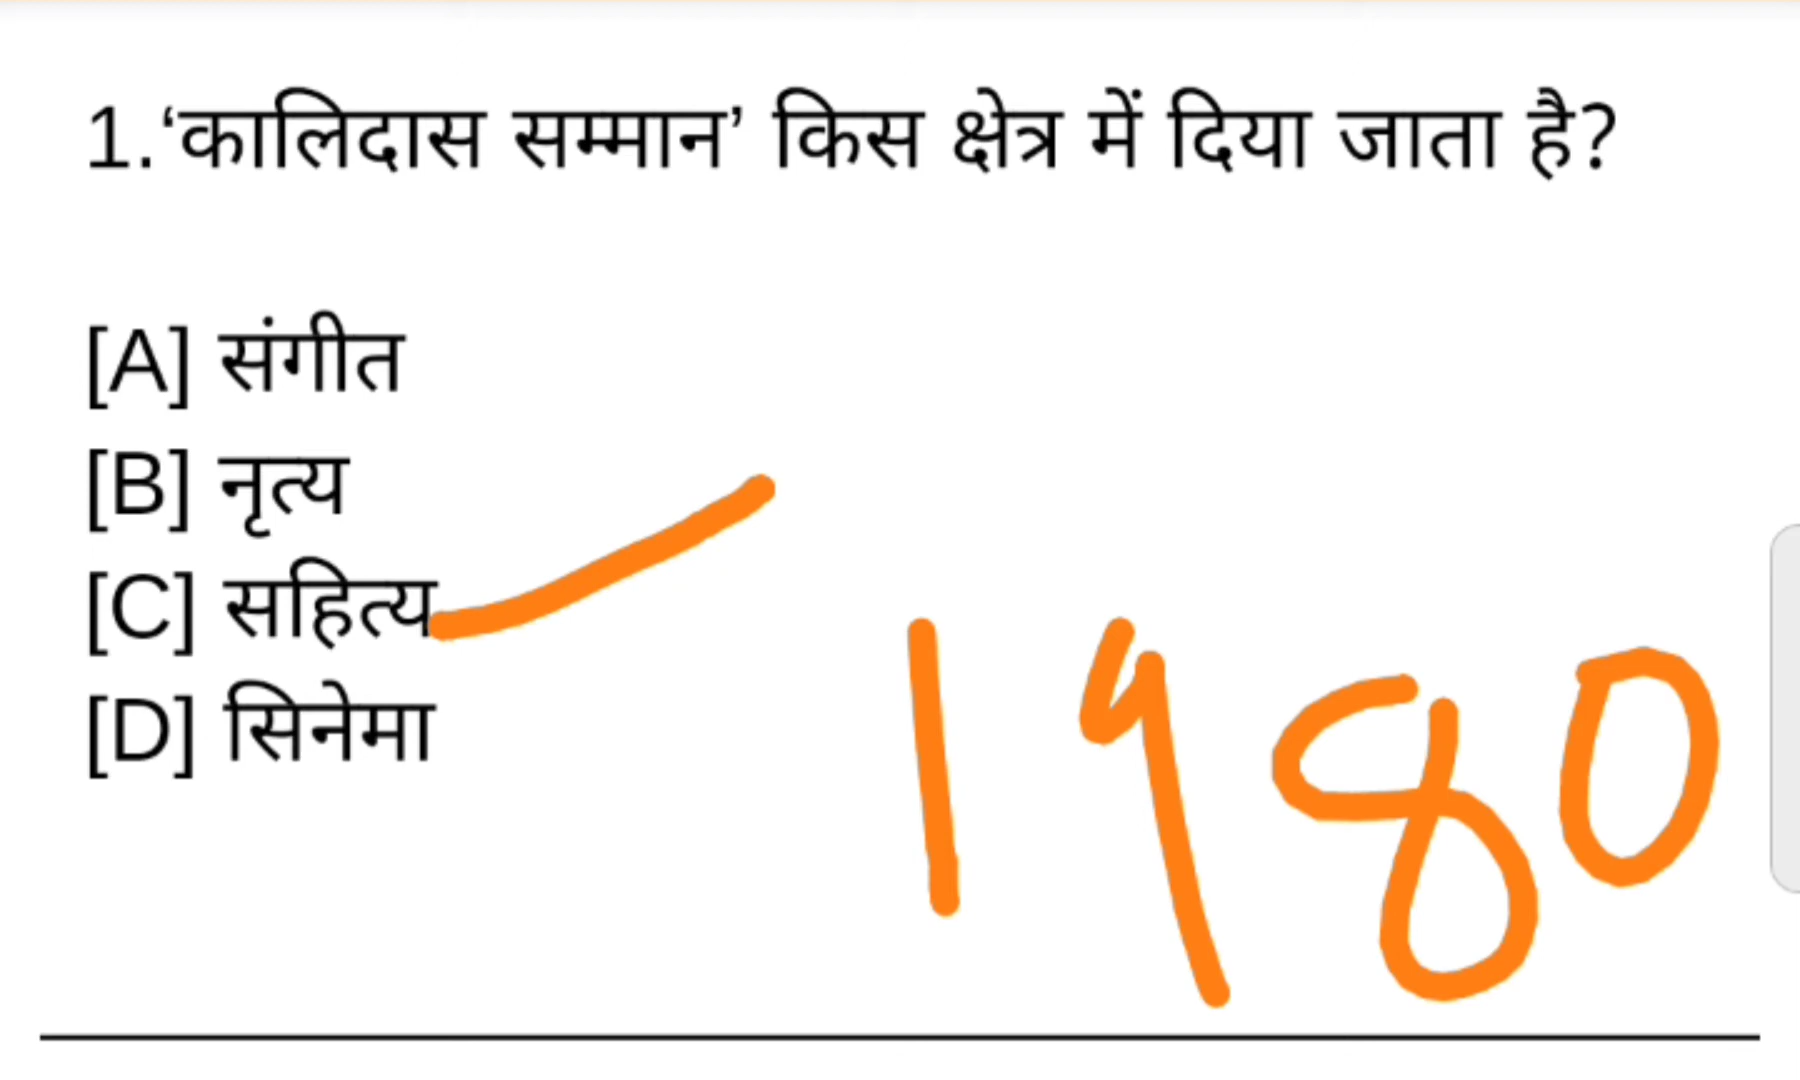 1.‘कालिदास सम्मान’ किस क्षेत्र में दिया जाता है?
[A] संगीत
[B] नृत्य
[C] सहित्य
[D] सिनेमा
1980